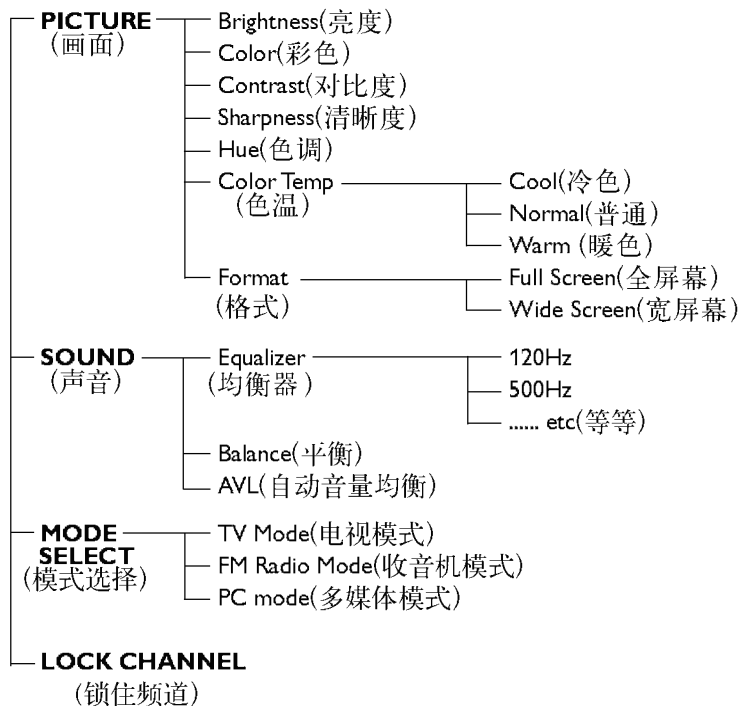 PICTURE
(画面)
Brightness(亮度)
Color(彩色)
Contrast(对比度)
Sharpness(清晰度)
Hue(色调)
Color Temp
(色温)
Cool(冷色)
Normal(普通)
Warm (暖色)
Format
(格式)
Full Screen(全屏幕)
Wide Screen(宽屏幕)
SOUND
(声音)
Equalizer
(均衡器)
120Hz
500Hz
...... etc(等等)
Balance(平衡)
AVL(自动音量均衡)
MODE
SELECT
(模式选择)
TV Mode(电视模式)
FM Radio Mode(收音机模式)
PC mode(多媒体模式)
LOCK CHANNEL
(锁住频道)